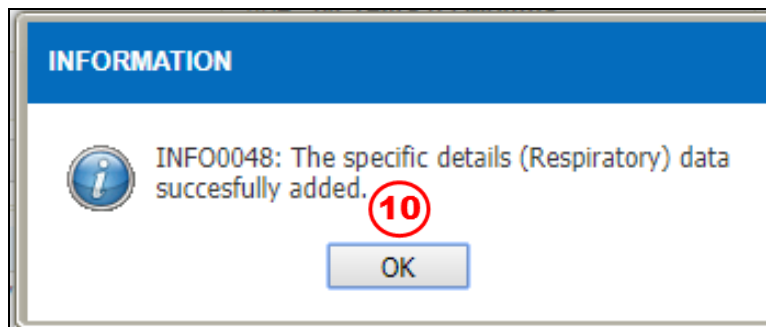 INFORMATION
INFO0048: The specific details (Respiratory) data
succesfully added.
10
OK